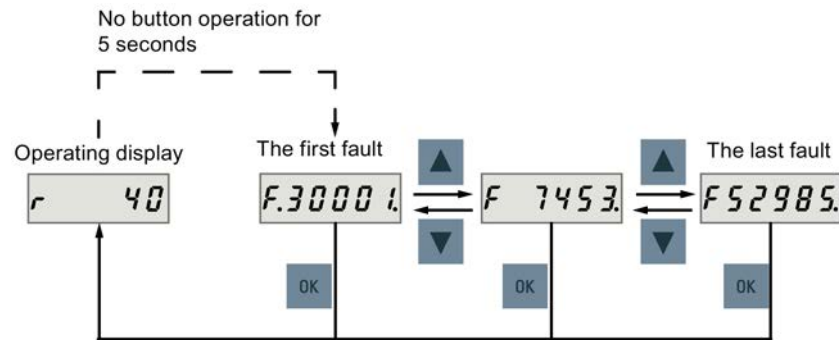 No button operation for
5 seconds
Operating display
The first fault
The last fault
r 40
F.30001.
F 7453.
F52985.
OK
OK
OK